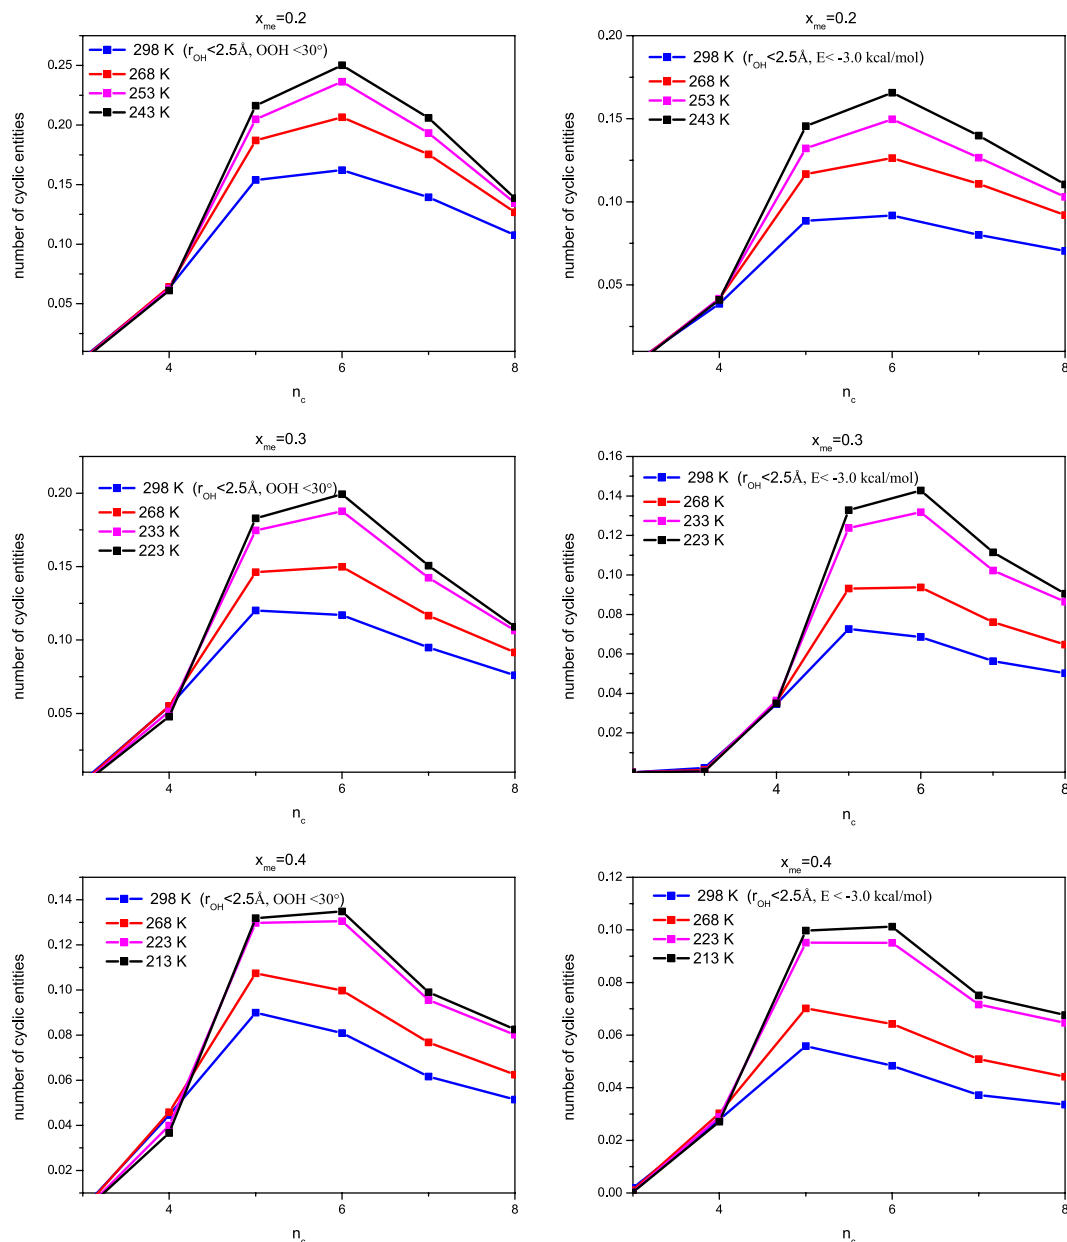 x_me=0.2
298 K (r_OH<2.5Å, OOH <30°)
268 K
253 K
243 K
number of cyclic entities
0.25
0.20
0.15
0.10
0.05
4
6
8
n_c
x_me=0.2
298 K (r_OH<2.5Å, E< -3.0 kcal/mol)
268 K
253 K
243 K
number of cyclic entities
0.20
0.15
0.10
0.05
4
6
8
n_c
x_me=0.3
298 K (r_OH<2.5Å, OOH <30°)
268 K
233 K
223 K
number of cyclic entities
0.20
0.15
0.10
0.05
4
6
8
n_c
x_me=0.3
298 K (r_OH<2.5Å, E< -3.0 kcal/mol)
268 K
233 K
223 K
number of cyclic entities
0.16
0.14
0.12
0.10
0.08
0.06
0.04
0.02
0.00
4
6
8
n_c
x_me=0.4
298 K (r_OH<2.5Å, OOH <30°)
268 K
223 K
213 K
number of cyclic entities
0.14
0.12
0.10
0.08
0.06
0.04
0.02
4
6
8
n_c
x_me=0.4
298 K (r_OH<2.5Å, E < -3.0 kcal/mol)
268 K
223 K
213 K
number of cyclic entities
0.12
0.10
0.08
0.06
0.04
0.02
0.00
4
6
8
n_c